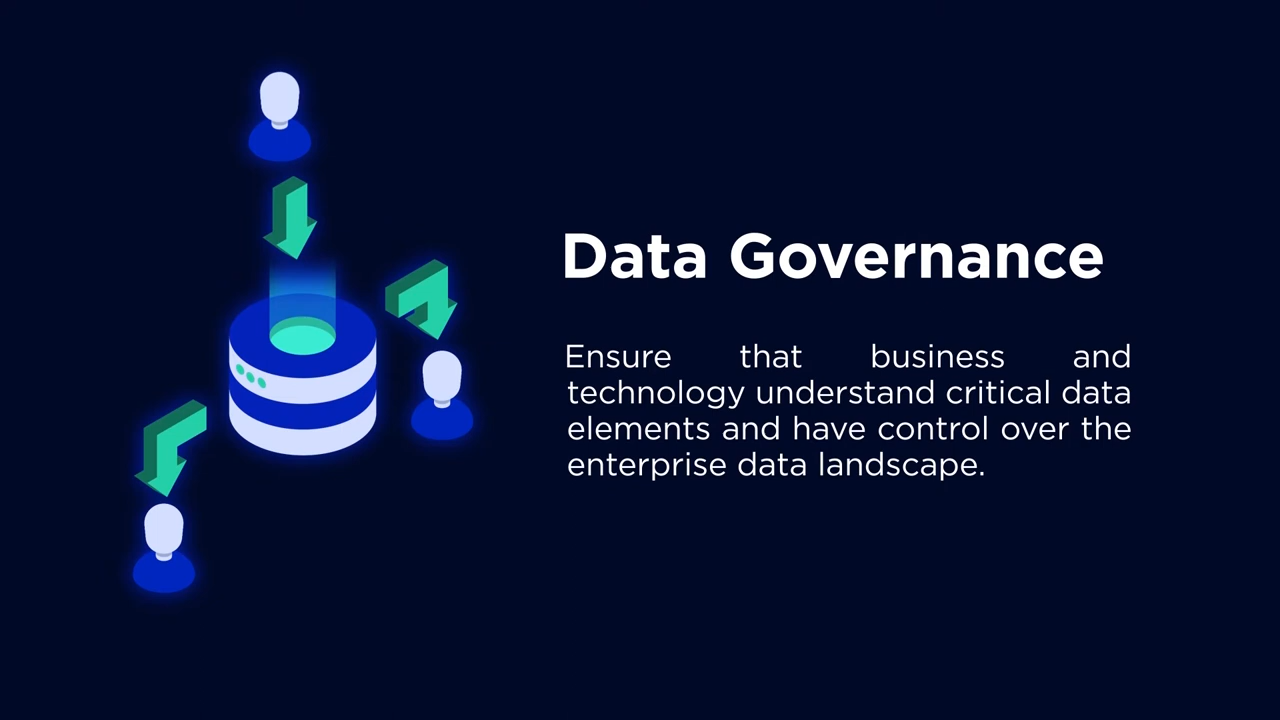 Data Governance
Ensure that business and
technology understand critical data
elements and have control over the
enterprise data landscape.